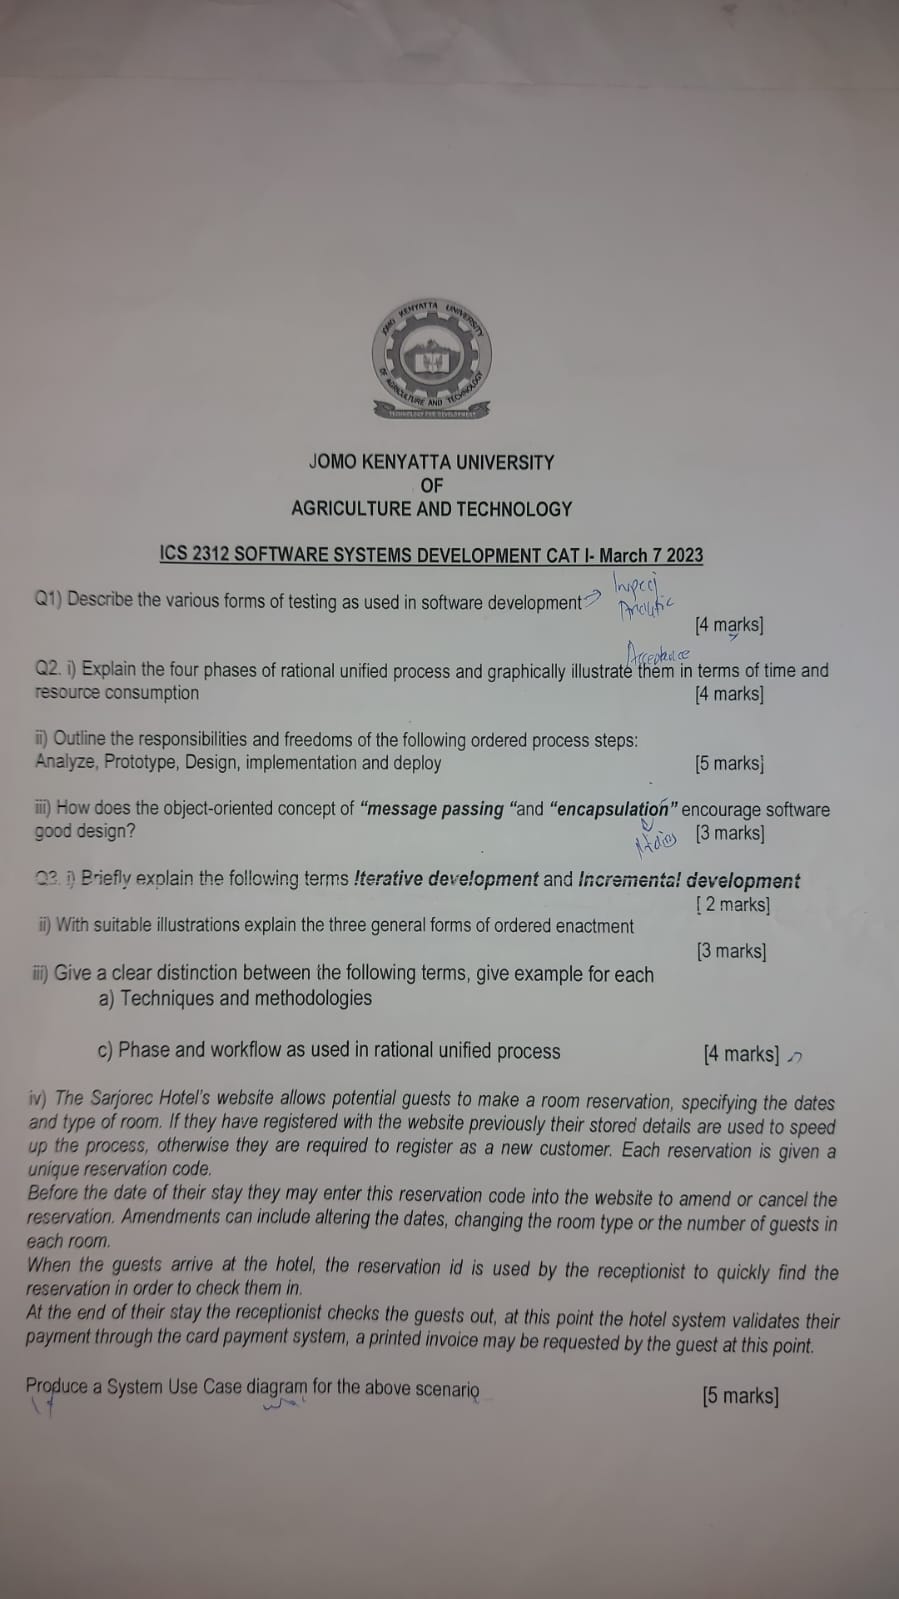 JOMO KENYATTA UNIVERSITY
OF AGRICULTURE AND TECHNOLOGY
TECHNOLOGY FOR DEVELOPMENT
JOMO KENYATTA UNIVERSITY
OF
AGRICULTURE AND TECHNOLOGY
ICS 2312 SOFTWARE SYSTEMS DEVELOPMENT CAT I- March 7 2023
Q1) Describe the various forms of testing as used in software development
[4 marks]
Acceptance
Q2. i) Explain the four phases of rational unified process and graphically illustrate them in terms of time and
resource consumption [4 marks]
ii) Outline the responsibilities and freedoms of the following ordered process steps:
Analyze, Prototype, Design, implementation and deploy [5 marks]
iii) How does the object-oriented concept of “message passing “and “encapsulation” encourage software
good design? [3 marks]
Q3. i) Briefly explain the following terms Iterative development and Incremental development
[ 2 marks]
ii) With suitable illustrations explain the three general forms of ordered enactment
[3 marks]
iii) Give a clear distinction between the following terms, give example for each
a) Techniques and methodologies
c) Phase and workflow as used in rational unified process [4 marks]
iv) The Sarjorec Hotel's website allows potential guests to make a room reservation, specifying the dates
and type of room. If they have registered with the website previously their stored details are used to speed
up the process, otherwise they are required to register as a new customer. Each reservation is given a
unique reservation code.
Before the date of their stay they may enter this reservation code into the website to amend or cancel the
reservation. Amendments can include altering the dates, changing the room type or the number of guests in
each room.
When the guests arrive at the hotel, the reservation id is used by the receptionist to quickly find the
reservation in order to check them in.
At the end of their stay the receptionist checks the guests out, at this point the hotel system validates their
payment through the card payment system, a printed invoice may be requested by the guest at this point.
Produce a System Use Case diagram for the above scenario [5 marks]